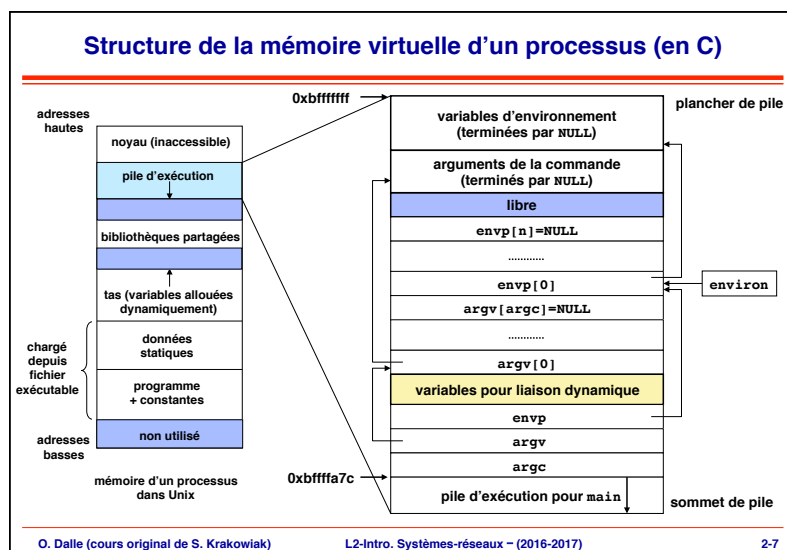 Structure de la mémoire virtuelle d'un processus (en C)
adresses
hautes
noyau (inaccessible)
pile d'exécution
bibliothèques partagées
tas (variables allouées
dynamiquement)
chargé
depuis
fichier
exécutable
données
statiques
programme
+ constantes
non utilisé
adresses
basses
mémoire d'un processus
dans Unix
0xbfffffff
plancher de pile
variables d'environnement
(terminées par NULL)
arguments de la commande
(terminés par NULL)
libre
envp[n]=NULL
............
envp[0]
environ
argv[argc]=NULL
............
argv[0]
variables pour liaison dynamique
envp
argv
argc
0xbffffa7c
pile d'exécution pour main
sommet de pile
O. Dalle (cours original de S. Krakowiak)
L2-Intro. Systèmes-réseaux – (2016-2017)
2-7